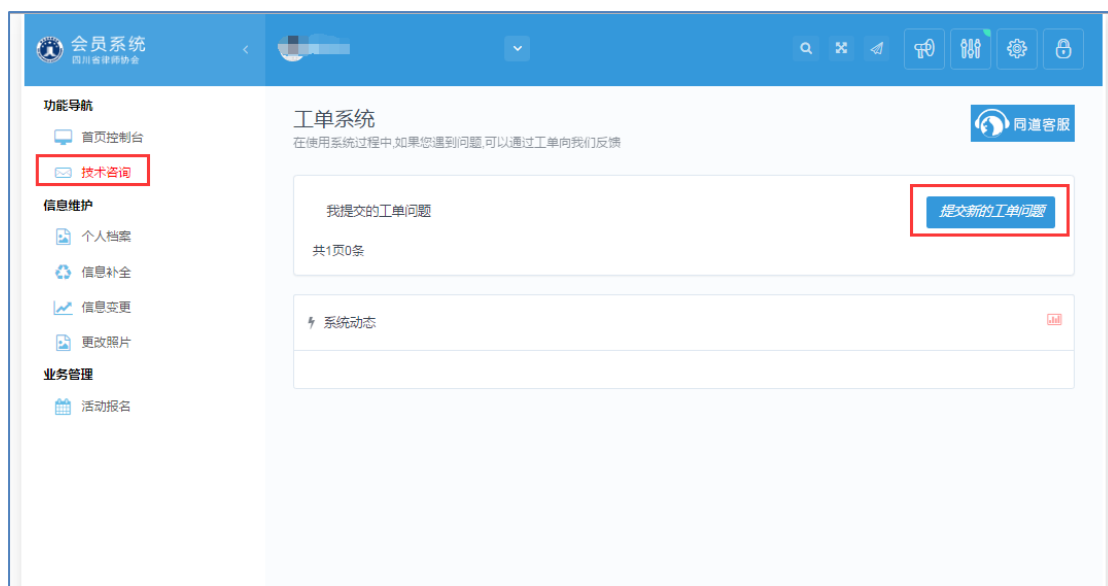 会员系统
四川省律师协会
功能导航
首页控制台
技术咨询
信息维护
个人档案
信息补全
信息变更
更改照片
业务管理
活动报名
工单系统
在使用系统过程中,如果您遇到问题,可以通过工单向我们反馈
同道客服
我提交的工单问题
提交新的工单问题
共1页0条
系统动态